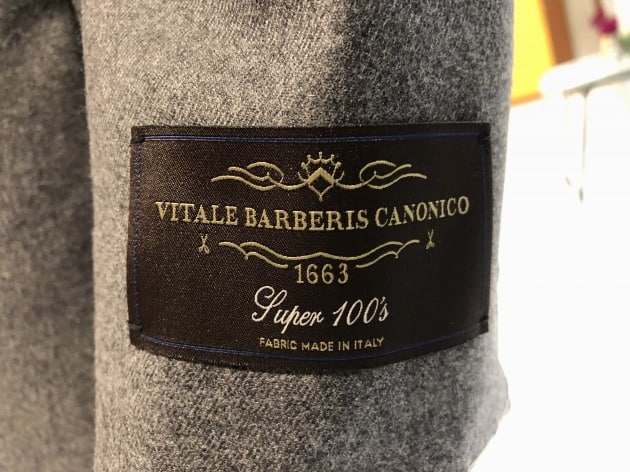 VITALE BARBERIS CANONICO
1663
Super 100's
FABRIC MADE IN ITALY